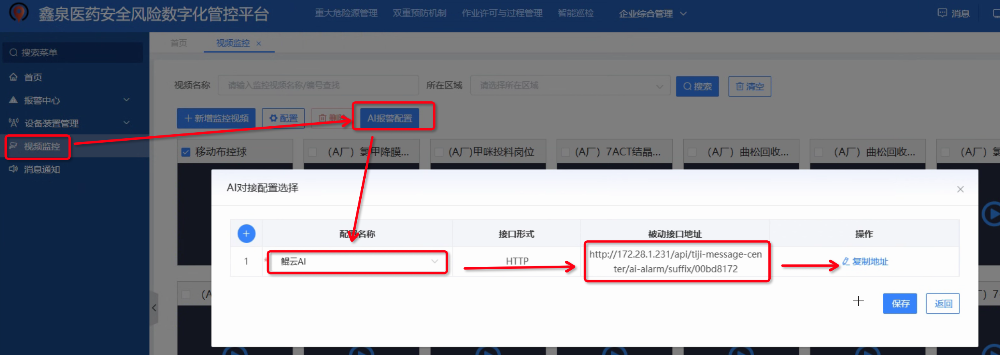 鑫泉医药安全风险数字化管控平台
重大危险源管理
双重预防机制
作业许可与过程管理
智能巡检
企业综合管理
消息
搜索菜单
首页
报警中心
设备装置管理
视频监控
消息通知
首页
视频监控
视频名称
请输入监控视频名称/编号查找
所在区域
请选择所在区域
搜索
清空
新增监控视频
配置
删除
AI报警配置
移动布控球
（A厂）氯甲降膜...
(A厂)甲咪投料岗位
（A厂）7ACT结晶...
（A厂）曲松回收...
（A厂）曲松回收...
（A厂）氯
AI对接配置选择
配置名称
接口形式
被动接口地址
操作
1
* 鲲云AI
HTTP
http://172.28.1.231/api/tiji-message-cen
ter/ai-alarm/suffix/00bd8172
复制地址
保存
返回